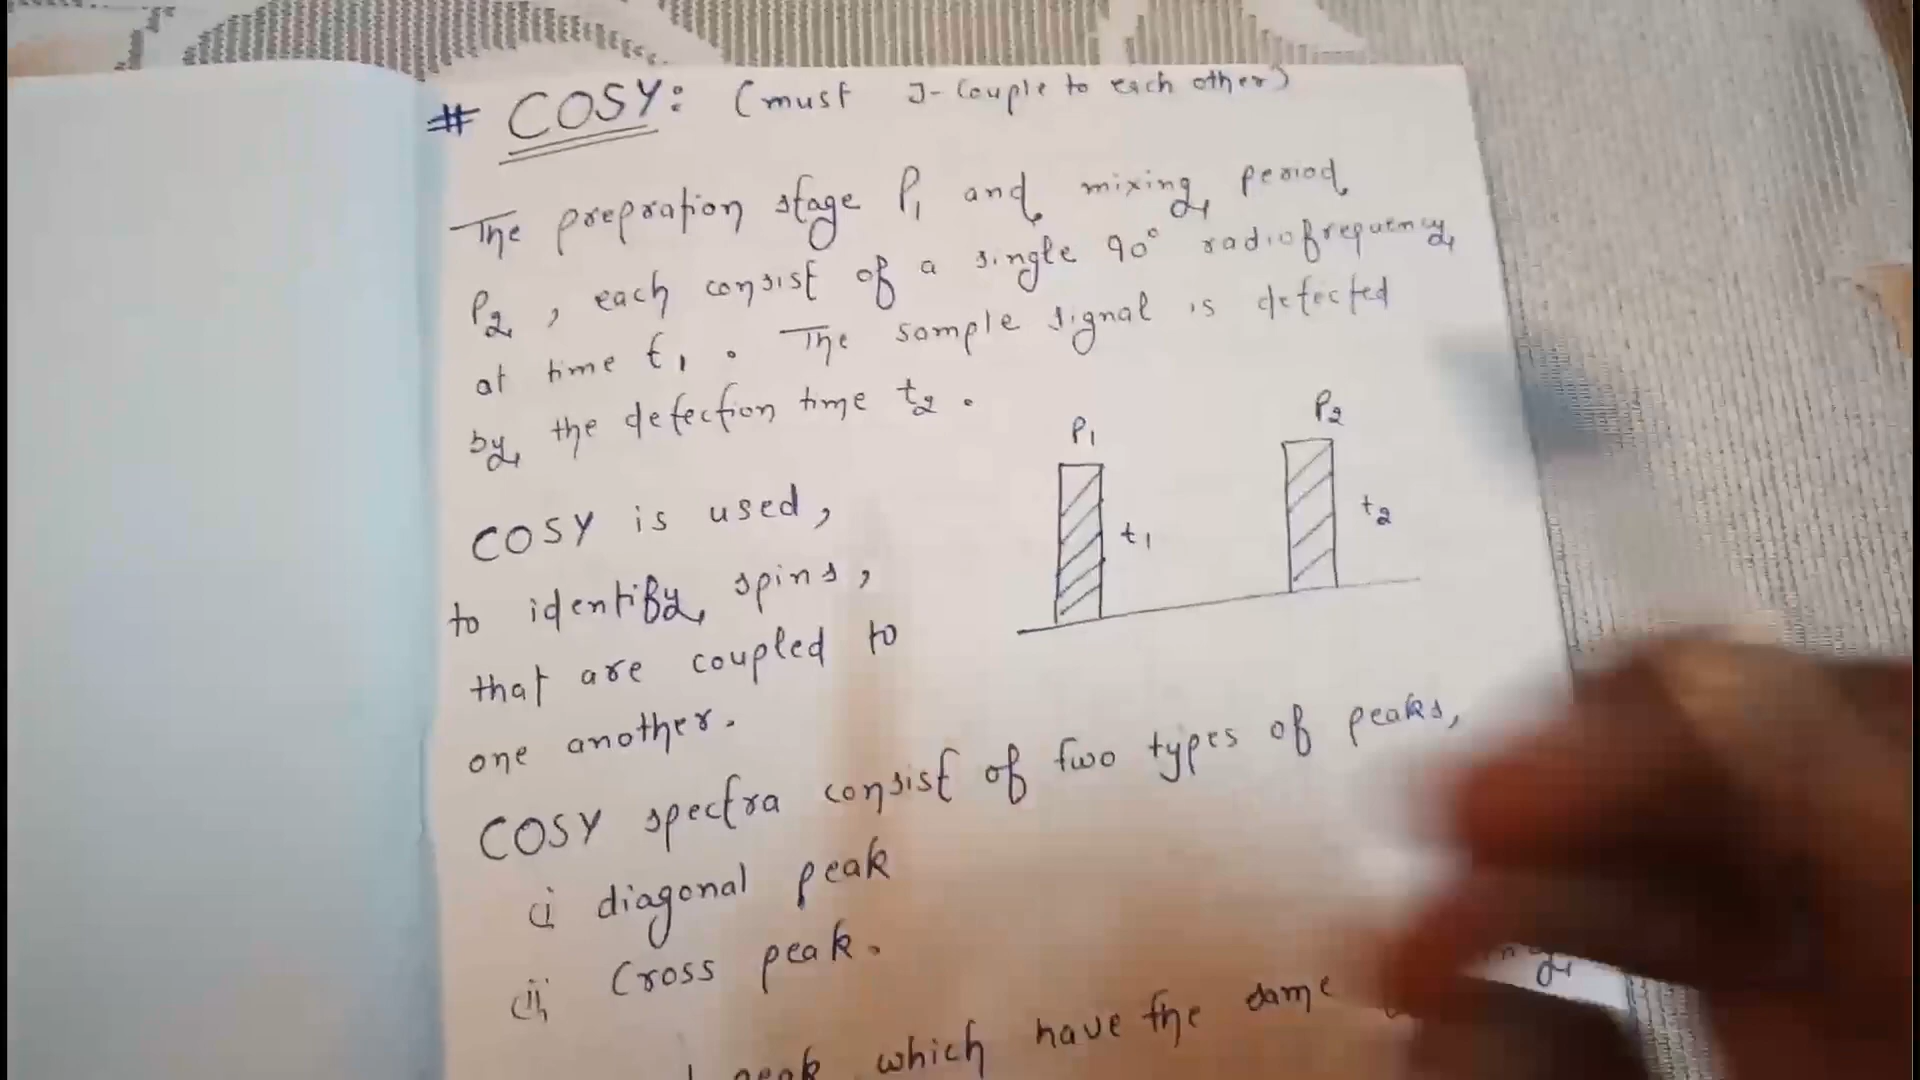 # COSY: (must J-couple to each other)
The prepration stage P1 and mixing period
P2, each consist of a single 90° radiofrequency
at time t1. The sample signal is detected
by the detection time t2.
P1 P2
t1 t2
COSY is used,
to identify spins,
that are coupled to
one another.
COSY spectra consist of two types of peaks,
(i diagonal peak
(ii Cross peak.
peak which have the same